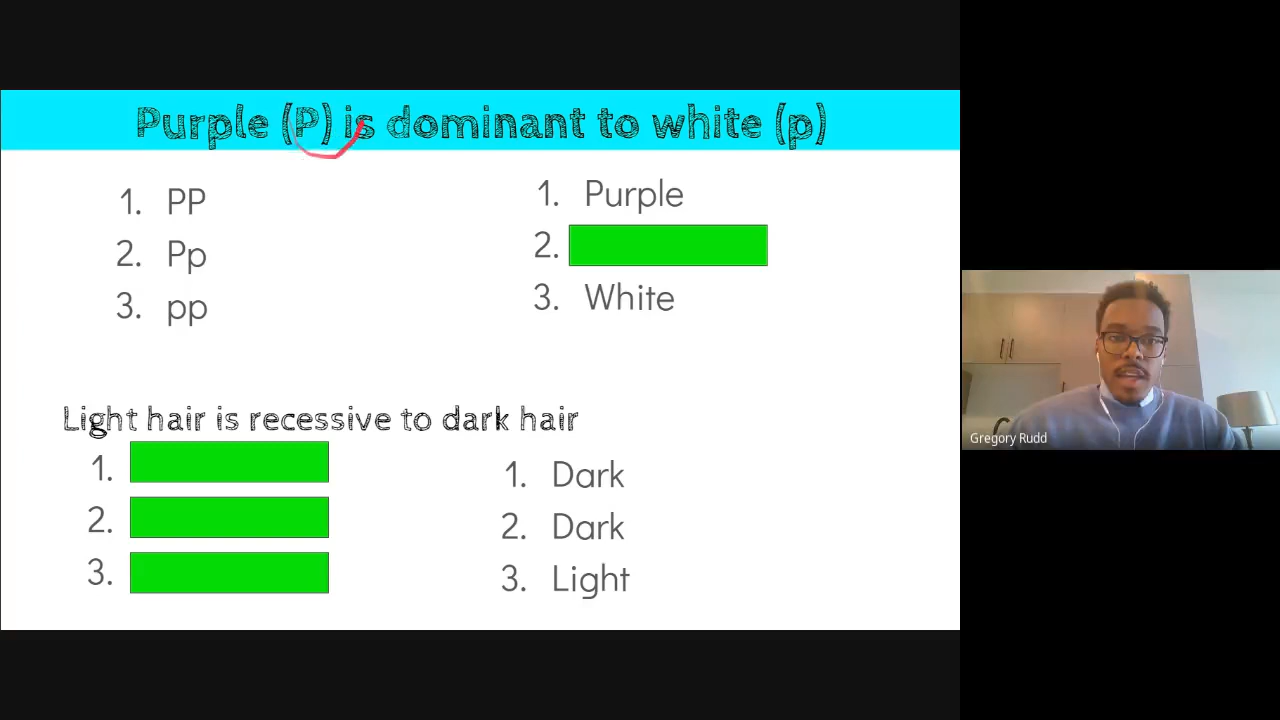 Purple (P) is dominant to white (p)
1. PP
2. Pp
3. pp
1. Purple
2.
3. White
Light hair is recessive to dark hair
1.
2.
3.
1. Dark
2. Dark
3. Light
Gregory Rudd